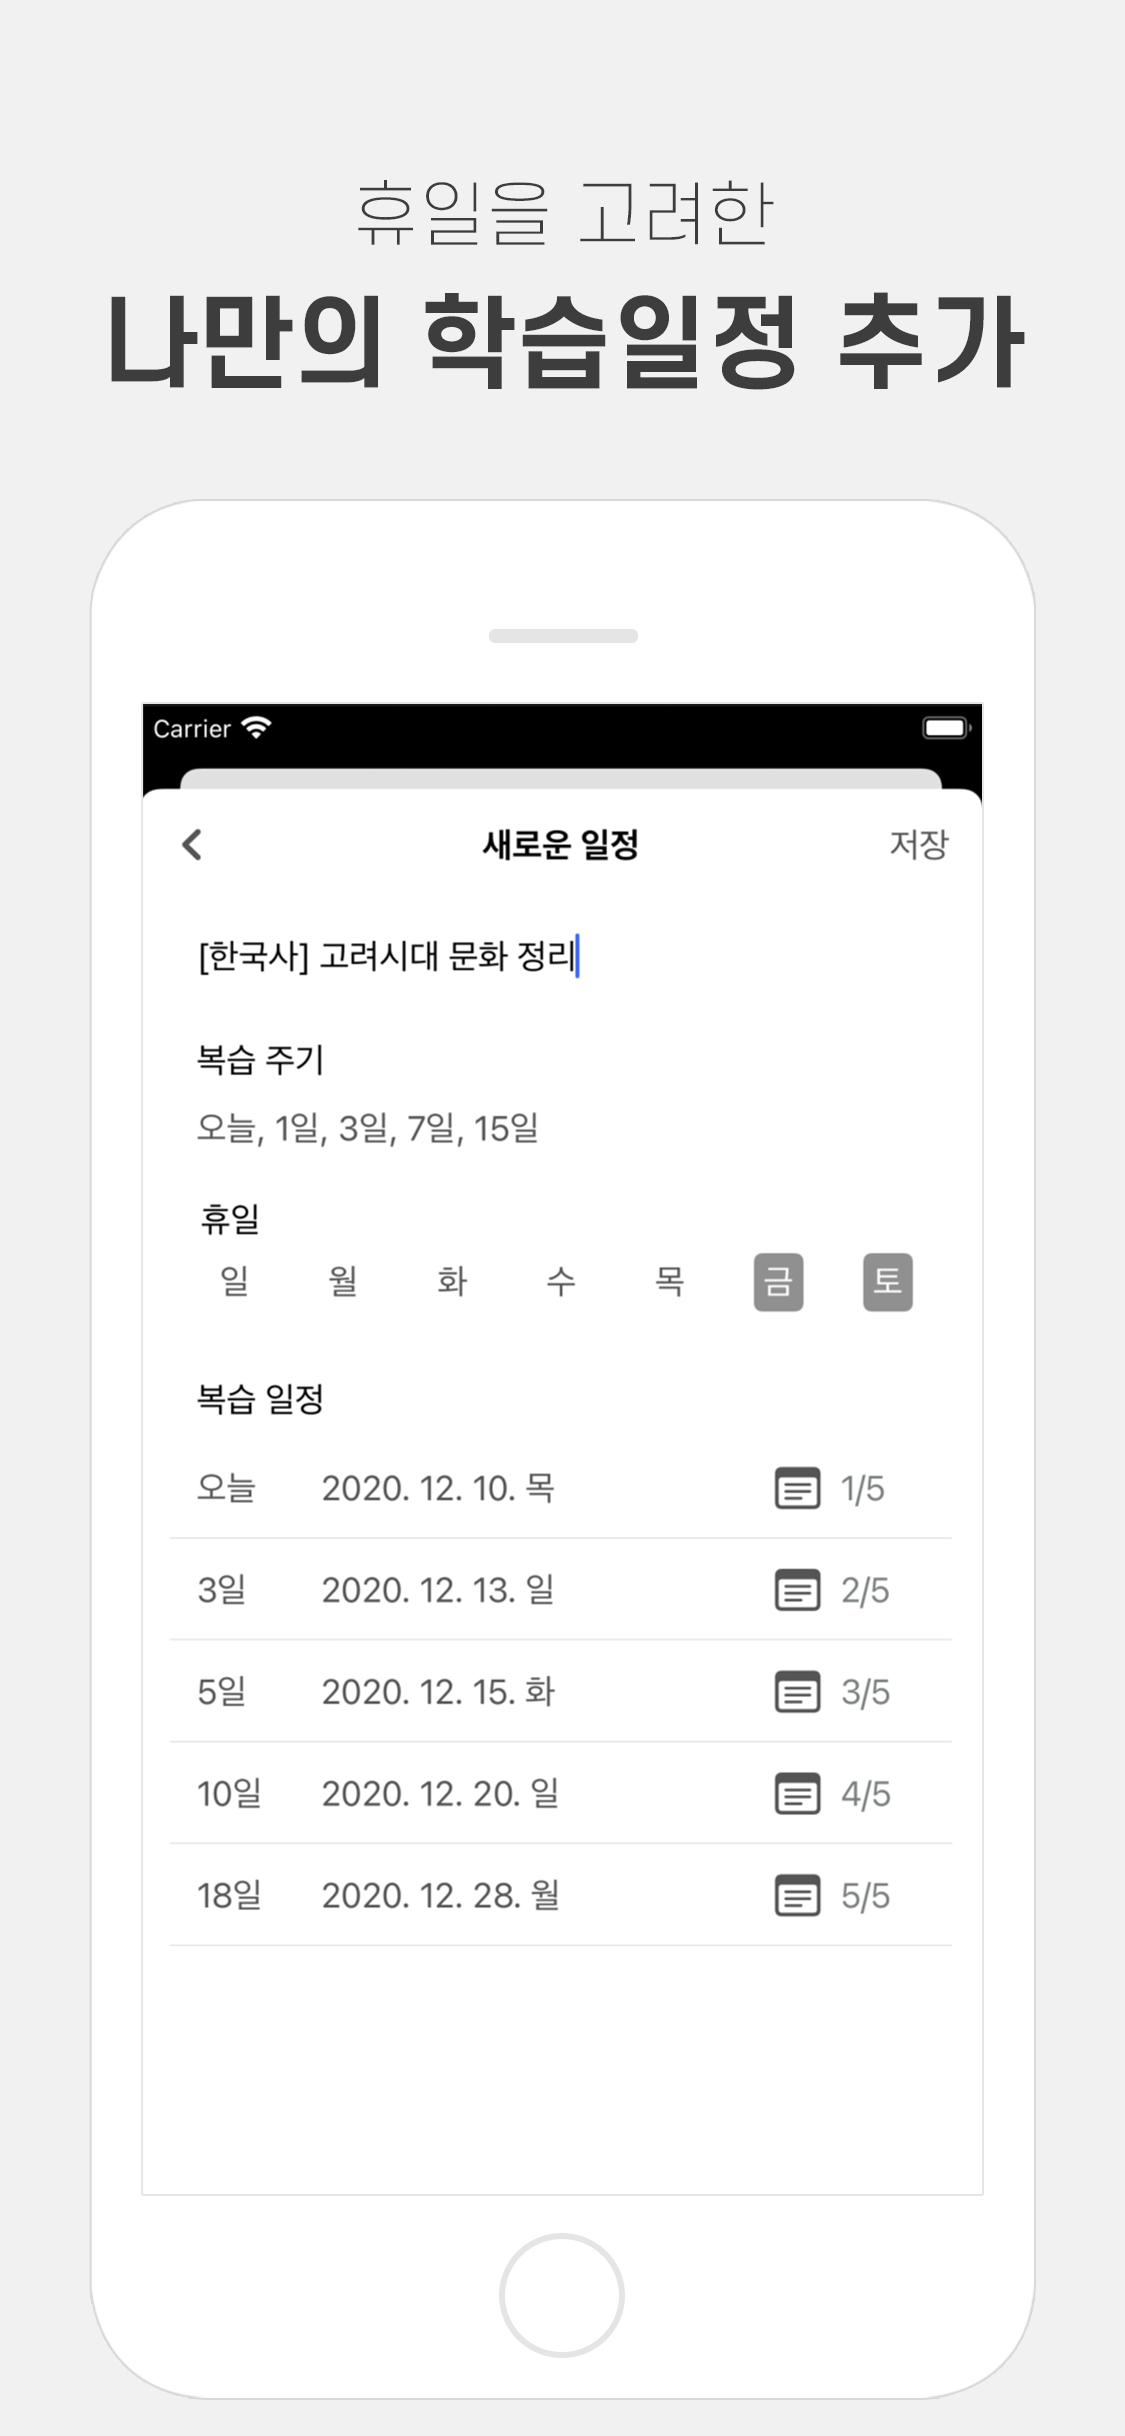 휴일을 고려한
나만의 학습일정 추가
Carrier
새로운 일정 저장
[한국사] 고려시대 문화 정리
복습 주기
오늘, 1일, 3일, 7일, 15일
휴일
일 월 화 수 목 금 토
복습 일정
오늘 2020. 12. 10. 목 1/5
3일 2020. 12. 13. 일 2/5
5일 2020. 12. 15. 화 3/5
10일 2020. 12. 20. 일 4/5
18일 2020. 12. 28. 월 5/5